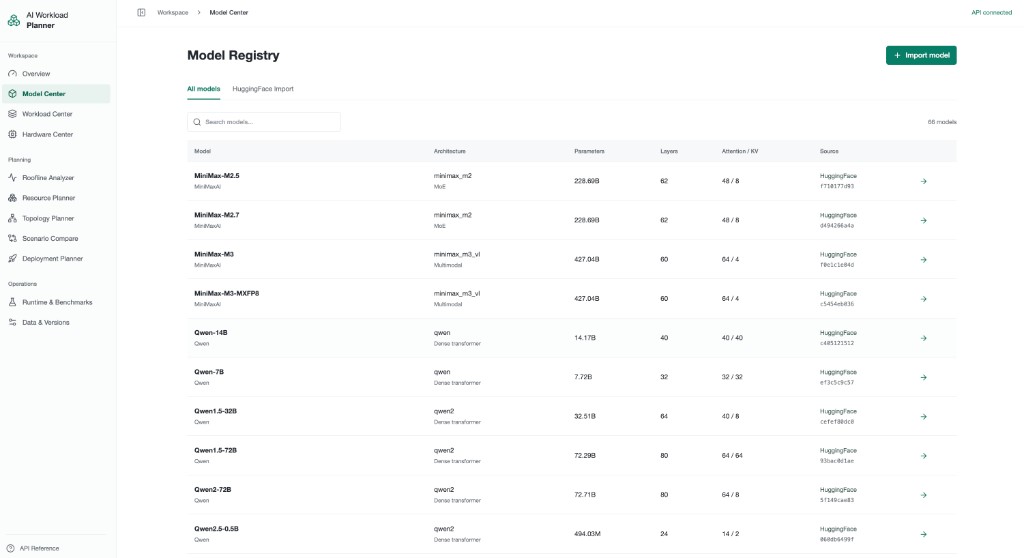 AI Workload
Planner
Workspace
Overview
Model Center
Workload Center
Hardware Center
Planning
Roofline Analyzer
Resource Planner
Topology Planner
Scenario Compare
Deployment Planner
Operations
Runtime & Benchmarks
Data & Versions
API Reference
Workspace > Model Center
API connected
Model Registry
+ Import model
All models HuggingFace Import
Search models...
66 models
Model Architecture Parameters Layers Attention / KV Source
MiniMax-M2.5 minimax_m2 228.69B 62 48 / 8 HuggingFace
MiniMaxAI MoE f710177d93
MiniMax-M2.7 minimax_m2 228.69B 62 48 / 8 HuggingFace
MiniMaxAI MoE d494266a4a
MiniMax-M3 minimax_m3_vl 427.04B 60 64 / 4 HuggingFace
MiniMaxAI Multimodal
MiniMax-M3-MXFP8 minimax_m3_vl 427.04B 60 64 / 4 HuggingFace
MiniMaxAI Multimodal c5454eb036
Qwen-14B qwen 14.17B 40 40 / 40 HuggingFace
Qwen Dense transformer c405121512
Qwen-7B qwen 7.72B 32 32 / 32 HuggingFace
Qwen Dense transformer ef3c5c9c57
Qwen1.5-32B qwen2 32.51B 64 40 / 8 HuggingFace
Qwen Dense transformer cefef80dc8
Qwen1.5-72B qwen2 72.29B 80 64 / 64 HuggingFace
Qwen Dense transformer 93bac0d1ae
Qwen2-72B qwen2 72.71B 80 64 / 8 HuggingFace
Qwen Dense transformer
Qwen2.5-0.5B qwen2 494.03M 24 14 / 2 HuggingFace
Qwen Dense transformer 060db6499f